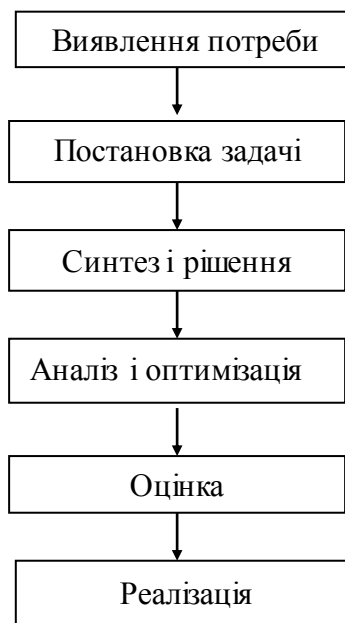 Виявлення потреби
Постановка задачі
Синтез і рішення
Аналіз і оптимізація
Оцінка
Реалізація